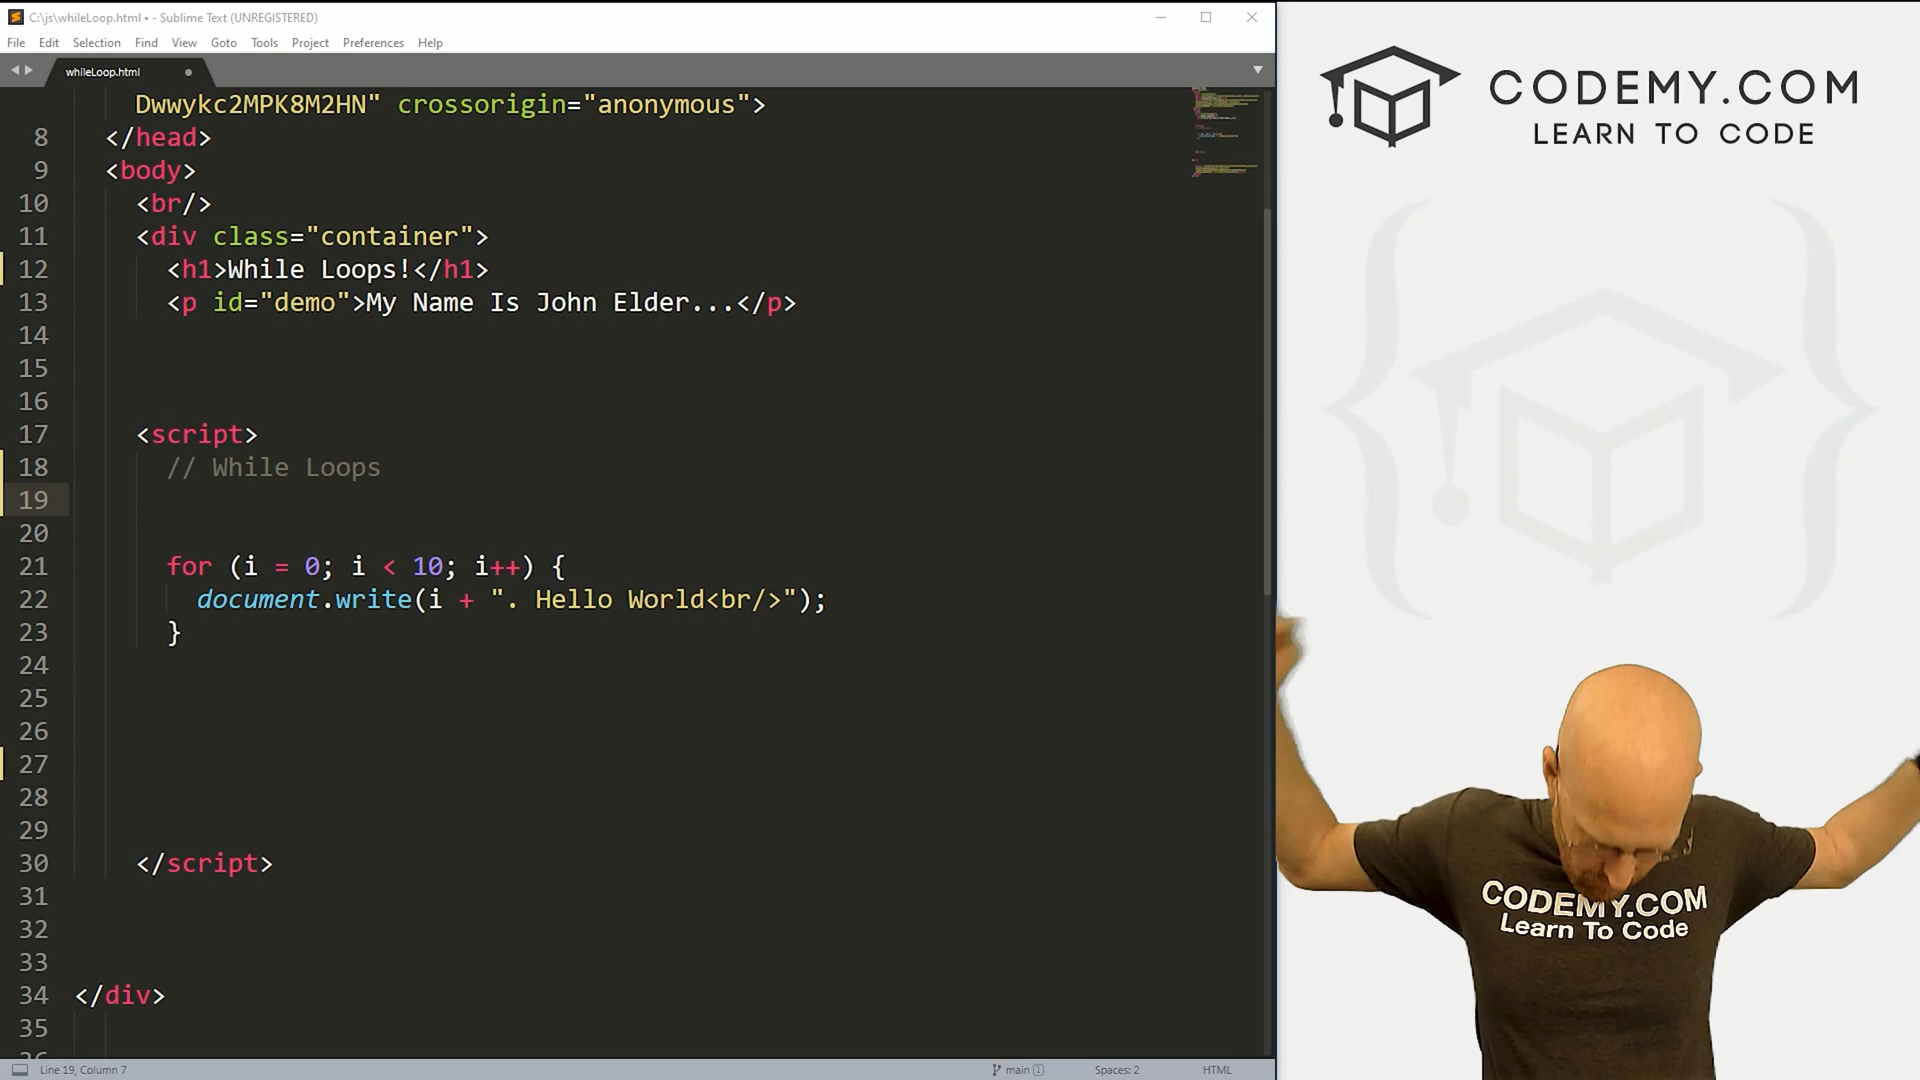 C:\js\whileLoop.html • - Sublime Text (UNREGISTERED)
File Edit Selection Find View Goto Tools Project Preferences Help
whileLoop.html
Dwwykc2MPK8M2HN" crossorigin="anonymous">
8 </head>
9 <body>
10 <br/>
11 <div class="container">
12 <h1>While Loops!</h1>
13 <p id="demo">My Name Is John Elder...</p>
14
15
16
17 <script>
18 // While Loops
19
20
21 for (i = 0; i < 10; i++) {
22 document.write(i + ". Hello World<br/>");
23 }
24
25
26
27
28
29
30 </script>
31
32
33
34 </div>
35
Line 19, Column 7 main 1 Spaces: 2 HTML
CODEMY.COM
LEARN TO CODE
CODEMY.COM
Learn To Code